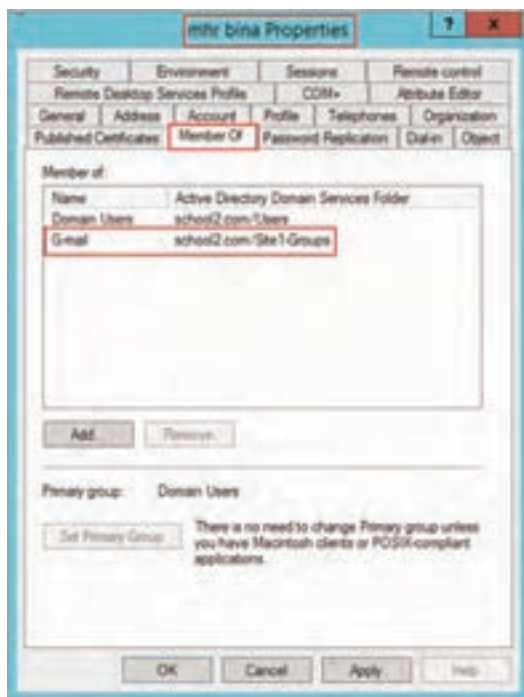 mhr bina Properties
? x
Security Environment Sessions Remote control
Remote Desktop Services Profile COM+ Attribute Editor
General Address Account Profile Telephones Organization
Published Certificates Member Of Password Replication Dial-in Object
Member of:
Name Active Directory Domain Services Folder
Domain Users school2.com/Users
G-mail school2.com/Site1-Groups
Add... Remove
Primary group: Domain Users
Set Primary Group
There is no need to change Primary group unless
you have Macintosh clients or POSIX-compliant
applications.
OK Cancel Apply Help